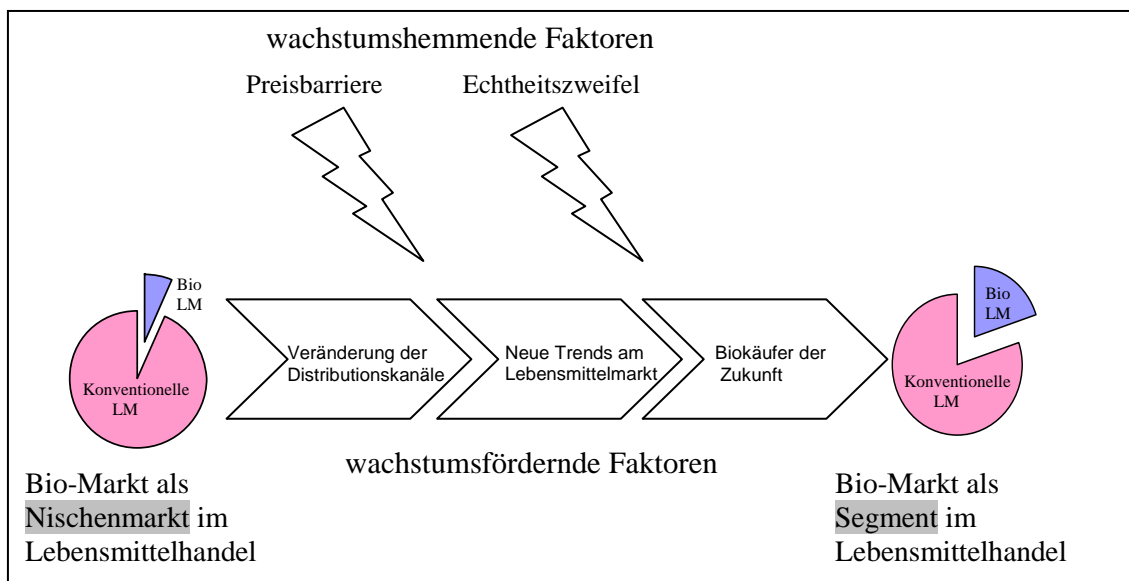 wachstumshemmende Faktoren
Preisbarriere
Echtheitszweifel
Bio
LM
Konventionelle
LM
Veränderung der
Distributionskanäle
Neue Trends am
Lebensmittelmarkt
Biokäufer der
Zukunft
Bio
LM
Konventionelle
LM
wachstumsfördernde Faktoren
Bio-Markt als
Nischenmarkt im
Lebensmittelhandel
Bio-Markt als
Segment im
Lebensmittelhandel